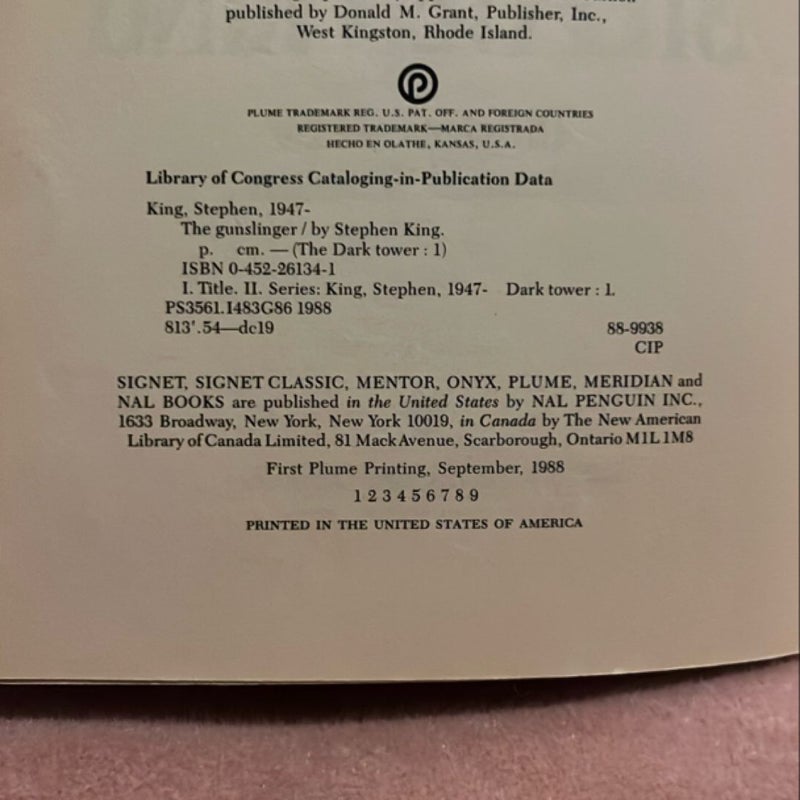 published by Donald M. Grant, Publisher, Inc.,
West Kingston, Rhode Island.
PLUME TRADEMARK REG. U.S. PAT. OFF. AND FOREIGN COUNTRIES
REGISTERED TRADEMARK—MARCA REGISTRADA
HECHO EN OLATHE, KANSAS, U.S.A.
Library of Congress Cataloging-in-Publication Data
King, Stephen, 1947-
The gunslinger / by Stephen King.
p. cm. — (The Dark tower : 1)
ISBN 0-452-26134-1
I. Title. II. Series: King, Stephen, 1947- Dark tower : 1.
PS3561.I483G86 1988
813'.54—dc19 88-9938
CIP
SIGNET, SIGNET CLASSIC, MENTOR, ONYX, PLUME, MERIDIAN and
NAL BOOKS are published in the United States by NAL PENGUIN INC.,
1633 Broadway, New York, New York 10019, in Canada by The New American
Library of Canada Limited, 81 Mack Avenue, Scarborough, Ontario M1L 1M8
First Plume Printing, September, 1988
1 2 3 4 5 6 7 8 9
PRINTED IN THE UNITED STATES OF AMERICA